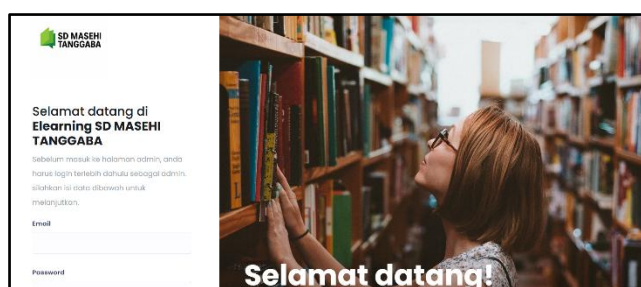 SD MASEHI
TANGGABA
Selamat datang di
Elearning SD MASEHI
TANGGABA
Sebelum masuk ke halaman admin, anda
harus login terlebih dahulu sebagai admin.
silahkan isi data dibawah untuk
melanjutkan.
Email
Password
Selamat datang!